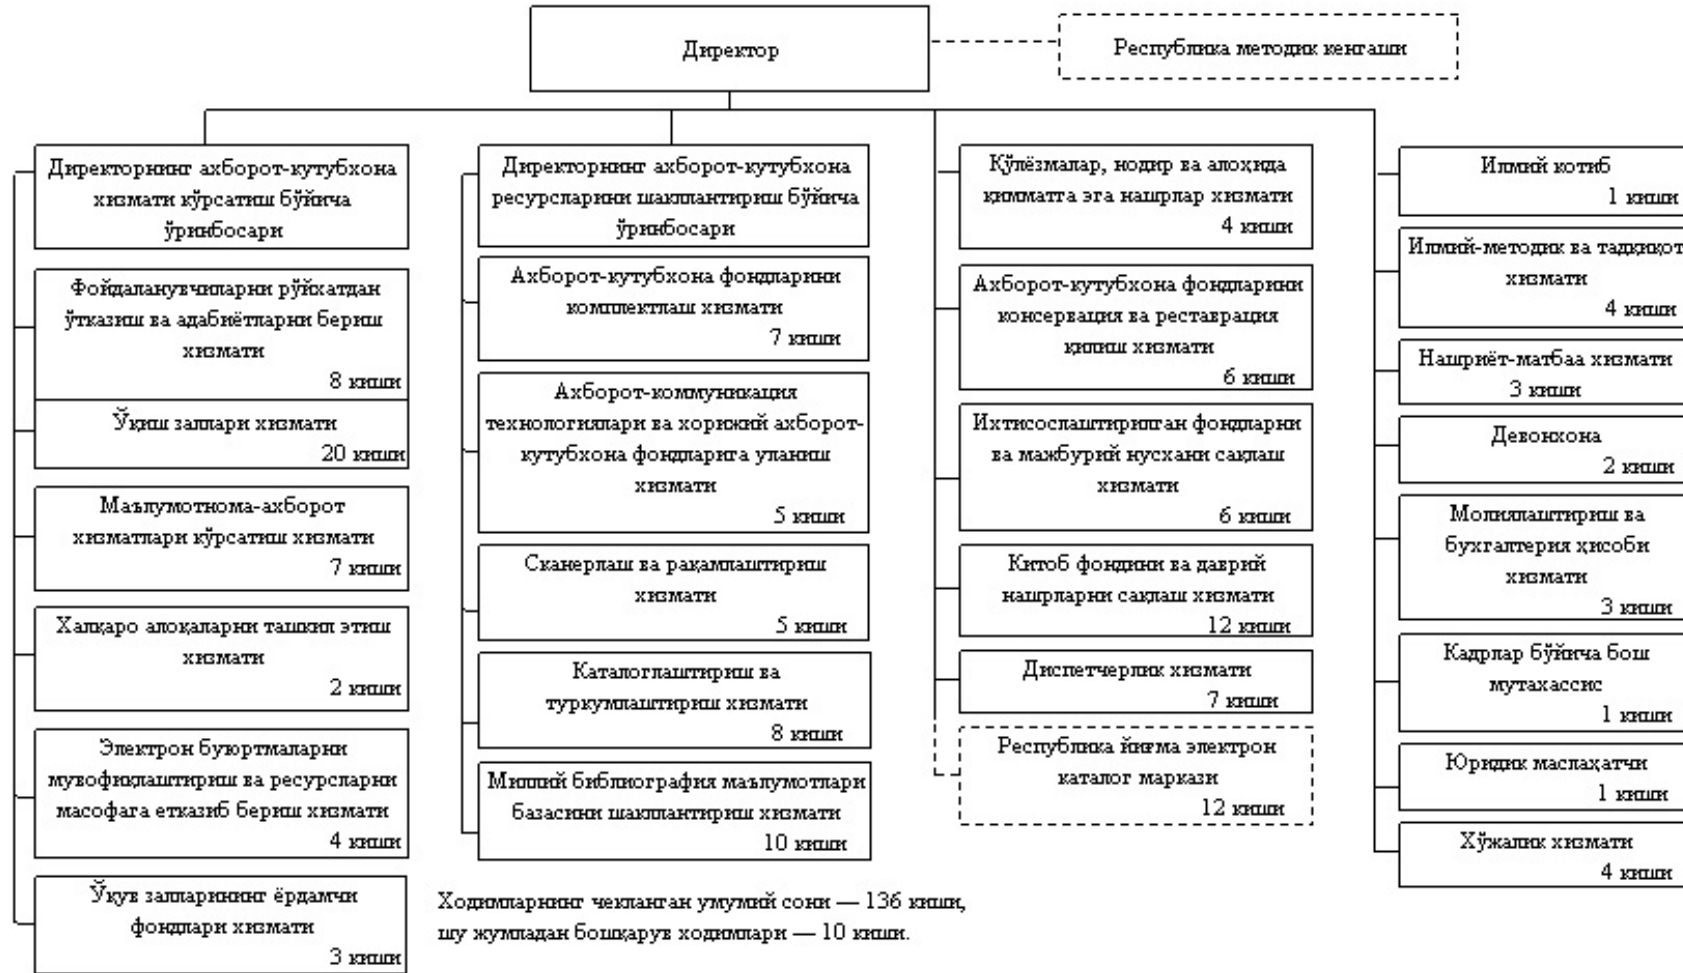 Директор
Республика методик кенгаши
Директорнинг ахборот-кутубхона
хизмати кўрсатиш бўйича
ўринбосари
Фойдаланувчиларни рўйхатдан
ўтказиш ва адабиётларни бериш
хизмати
8 киши
Ўқиш заллари хизмати
20 киши
Маълумотнома-ахборот
хизматлари кўрсатиш хизмати
7 киши
Халқаро алоқаларни ташкил этиш
хизмати
2 киши
Электрон буюртмаларни
мувофиқлаштириш ва ресурсларни
масофага етказиб бериш хизмати
4 киши
Ўқув залларининг ёрдамчи
фондлари хизмати
3 киши
Директорнинг ахборот-кутубхона
ресурсларини шакллантириш бўйича
ўринбосари
Ахборот-кутубхона фондларини
комплектлаш хизмати
7 киши
Ахборот-коммуникация
технологиялари ва хорижий ахборот-
кутубхона фондларига уланиш
хизмати
5 киши
Сканерлаш ва рақамлаштириш
хизмати
5 киши
Каталоглаштириш ва
туркумлаштириш хизмати
8 киши
Миллий библиография маълумотлари
базасини шакллантириш хизмати
10 киши
Қўлёзмалар, нодир ва алоҳида
қимматга эга нашрлар хизмати
4 киши
Ахборот-кутубхона фондларини
консервация ва реставрация
қилиш хизмати
6 киши
Ихтисослаштирилган фондларни
ва мажбурий нусхани сақлаш
хизмати
6 киши
Китоб фондини ва даврий
нашрларни сақлаш хизмати
12 киши
Диспетчерлик хизмати
7 киши
Республика йиғма электрон
каталог маркази
12 киши
Илмий котиб
1 киши
Илмий-методик ва тадқиқот
хизмати
4 киши
Нашриёт-матбаа хизмати
3 киши
Девонхона
2 киши
Молиялаштириш ва
бухгалтерия ҳисоби
хизмати
3 киши
Кадрлар бўйича бош
мутахассис
1 киши
Юридик маслаҳатчи
1 киши
Хўжалик хизмати
4 киши
Ходимларнинг чекланган умумий сони — 136 киши,
шу жумладан бошқарув ходимлари — 10 киши.